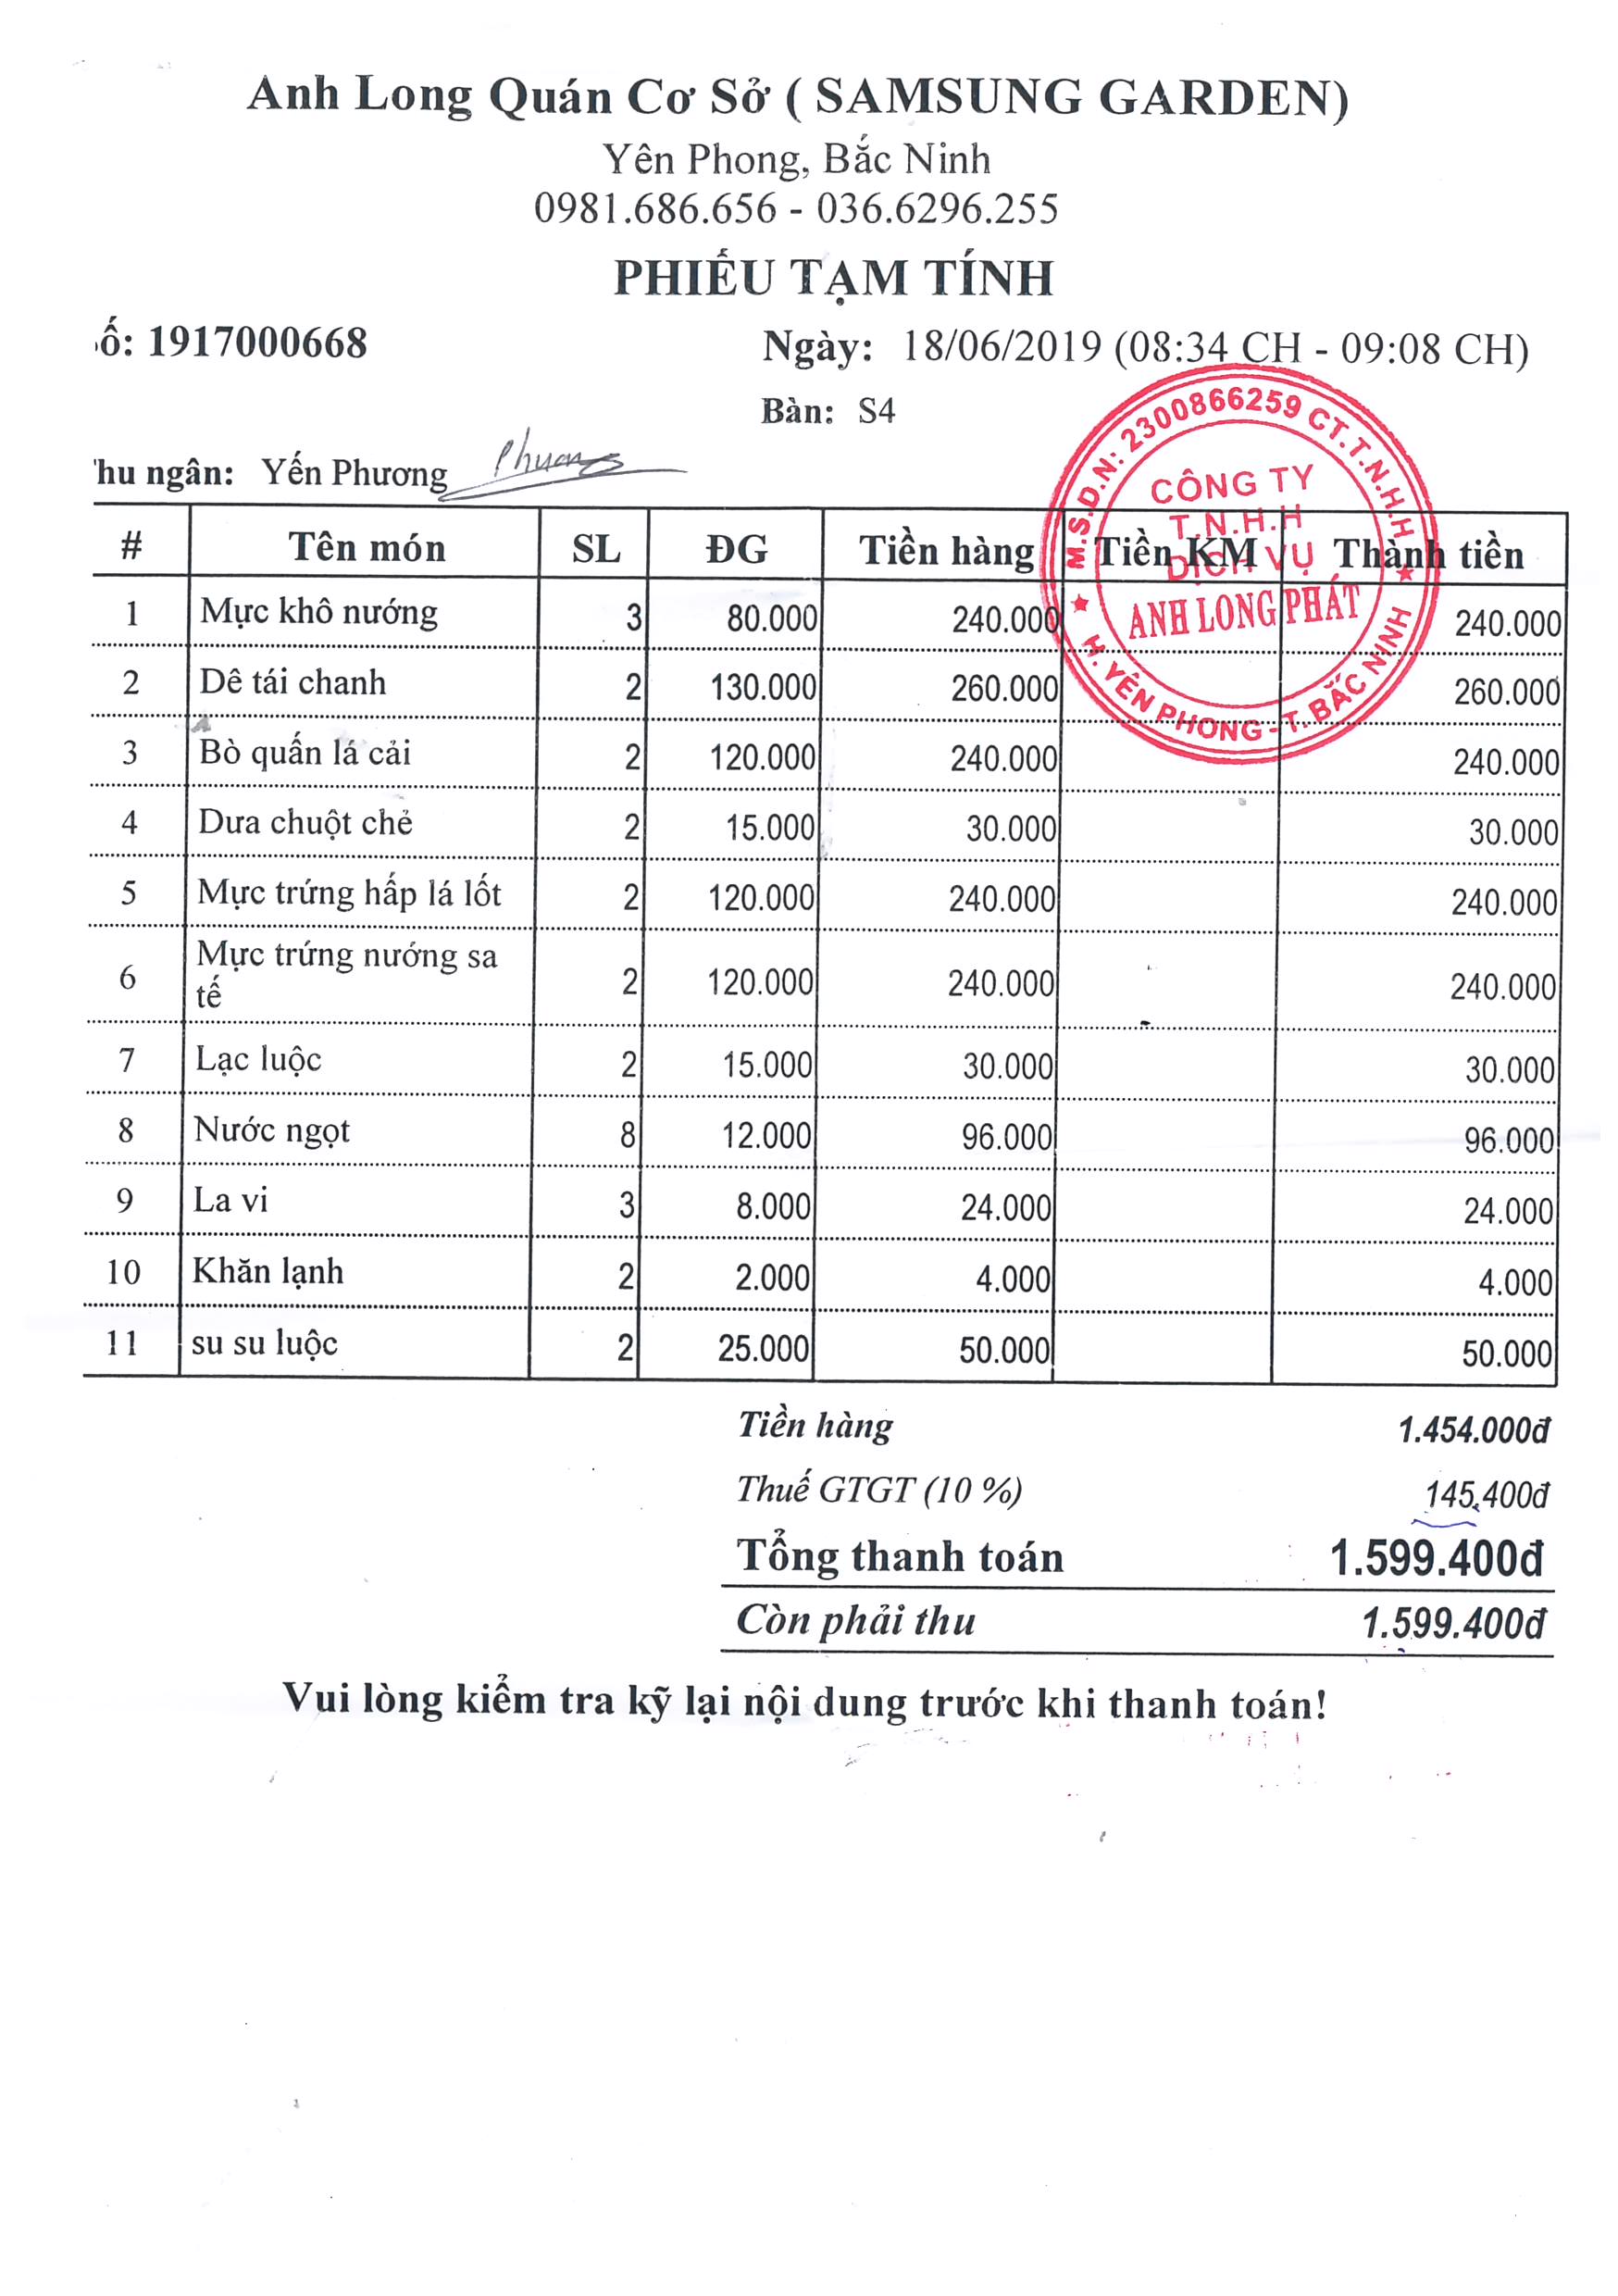 Anh Long Quán Cơ Sở ( SAMSUNG GARDEN)
Yên Phong, Bắc Ninh
0981.686.656 - 036.6296.255
PHIẾU TẠM TÍNH
ố: 1917000668 Ngày: 18/06/2019 (08:34 CH - 09:08 CH)
Bàn: S4
hu ngân: Yến Phương Phuong
M.S.D.N: 2300866259 C.T.T.N.H.H
CÔNG TY
T.N.H.H
DỊCH VỤ
ANH LONG PHÁT
H. YÊN PHONG - T. BẮC NINH
# Tên món SL ĐG Tiền hàng Tiền KM Thành tiền
1 Mực khô nướng 3 80.000 240.000 240.000
2 Dê tái chanh 2 130.000 260.000 260.000
3 Bò quấn lá cải 2 120.000 240.000 240.000
4 Dưa chuột chẻ 2 15.000 30.000 30.000
5 Mực trứng hấp lá lốt 2 120.000 240.000 240.000
6 Mực trứng nướng sa
tế 2 120.000 240.000 240.000
7 Lạc luộc 2 15.000 30.000 30.000
8 Nước ngọt 8 12.000 96.000 96.000
9 La vi 3 8.000 24.000 24.000
10 Khăn lạnh 2 2.000 4.000 4.000
11 su su luộc 2 25.000 50.000 50.000
Tiền hàng 1.454.000đ
Thuế GTGT (10 %) 145.400đ
Tổng thanh toán 1.599.400đ
Còn phải thu 1.599.400đ
Vui lòng kiểm tra kỹ lại nội dung trước khi thanh toán!